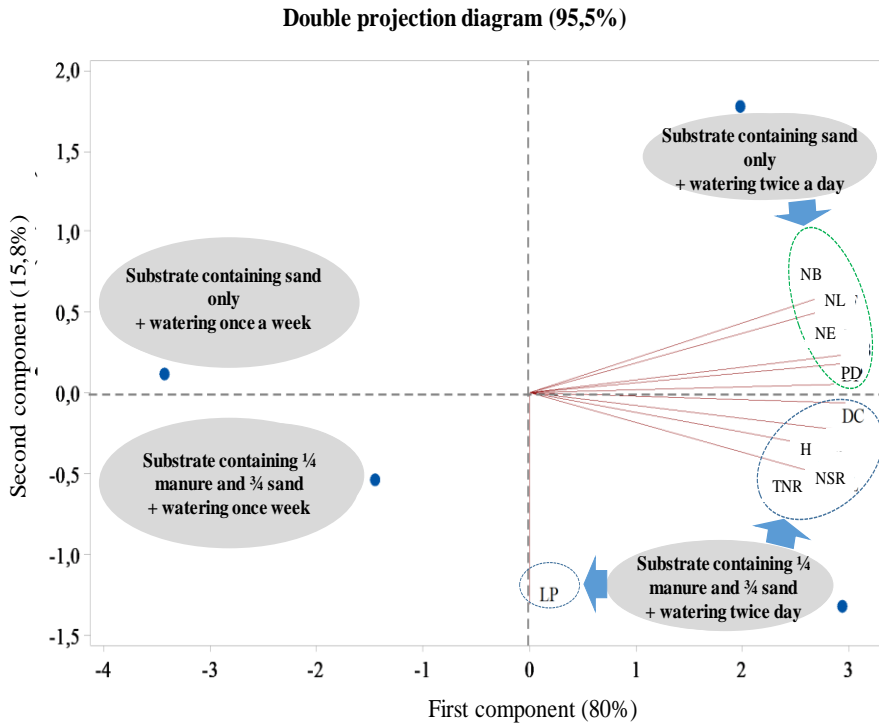 Double projection diagram (95,5%)
2,0
1,5
1,0
0,5
0,0
-0,5
-1,0
-1,5
Second component (15,8%)
Substrate containing sand
only
+ watering twice a day
NB
NL
NE
PD
Substrate containing sand
only
+ watering once a week
DC
H
NSR
TNR
Substrate containing ¼
manure and ¾ sand
+ watering once week
LP
Substrate containing ¼
manure and ¾ sand
+ watering twice day
-4 -3 -2 -1 0 1 2 3
First component (80%)